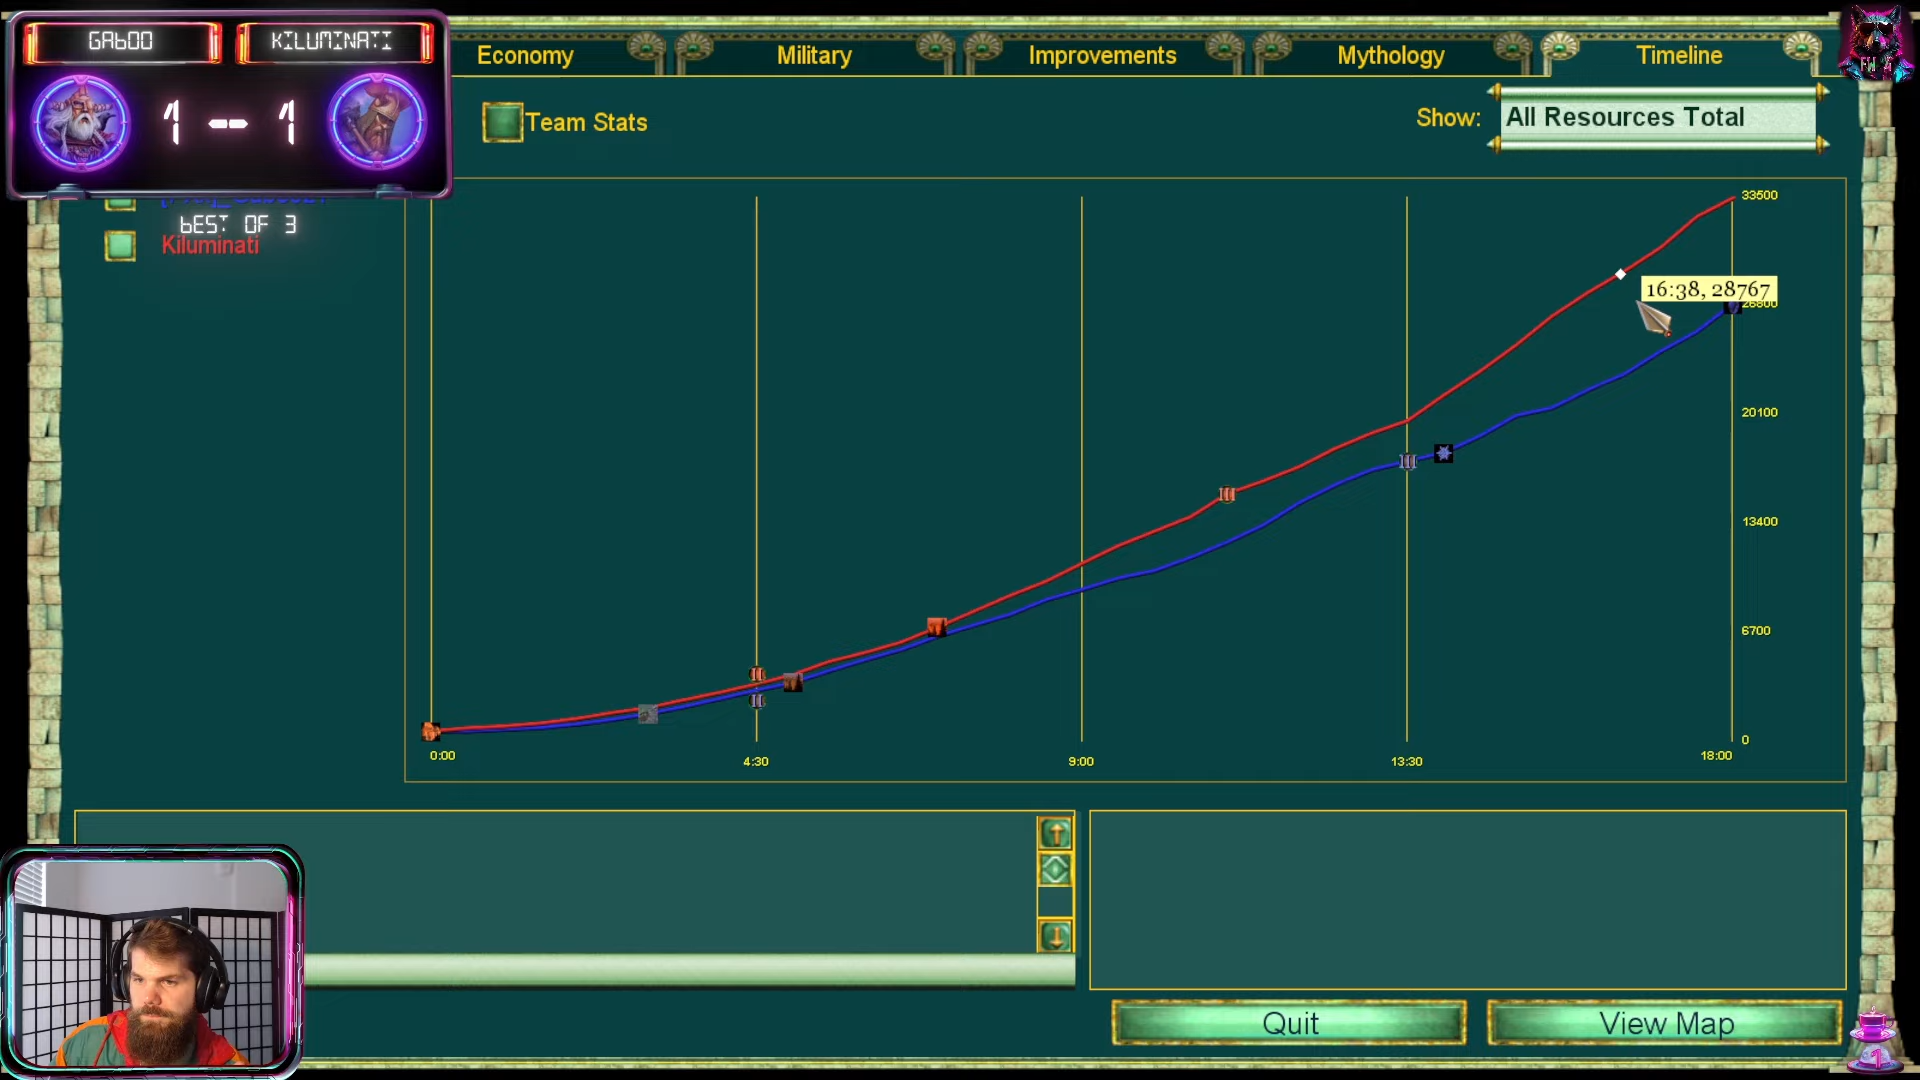 GAbOO
KILUMINATI
1 -- 1
bEST OF 3
Economy
Military
Improvements
Mythology
Timeline
Team Stats
Show:
All Resources Total
Kiluminati
33500
16:38, 28767
26800
20100
13400
6700
0
0:00
4:30
9:00
13:30
18:00
Quit
View Map